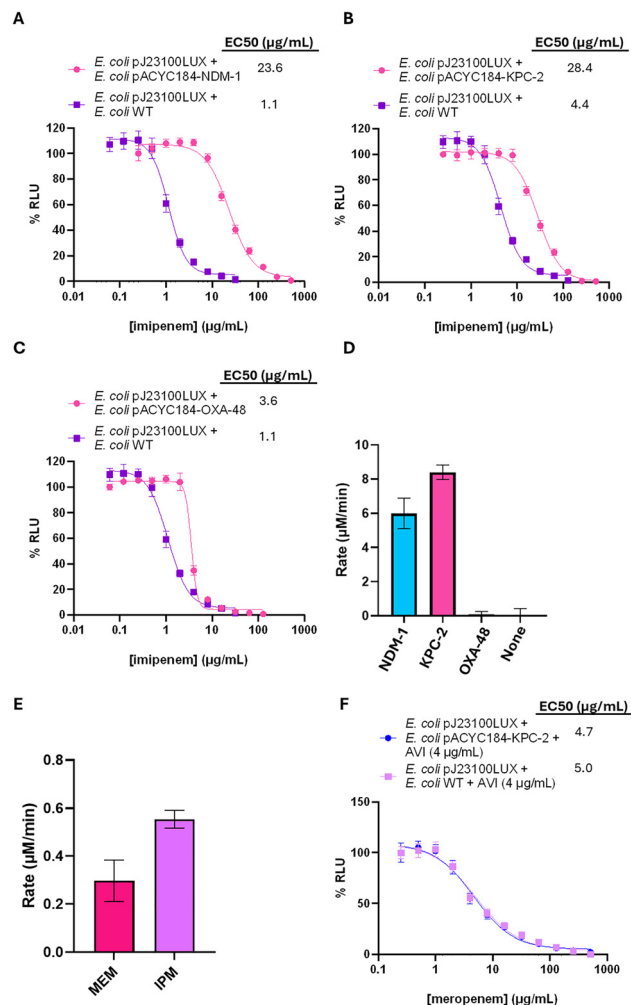 A
EC50 (µg/mL)
E. coli pJ23100LUX +
E. coli pACYC184-NDM-1
23.6
E. coli pJ23100LUX +
E. coli WT
1.1
120
100
80
60
40
20
0
% RLU
0.01 0.1 1 10 100 1000
[imipenem] (µg/mL)
B
EC50 (µg/mL)
E. coli pJ23100LUX +
E. coli pACYC184-KPC-2
28.4
E. coli pJ23100LUX +
E. coli WT
4.4
120
100
80
60
40
20
0
% RLU
0.01 0.1 1 10 100 1000
[imipenem] (µg/mL)
C
EC50 (µg/mL)
E. coli pJ23100LUX +
E. coli pACYC184-OXA-48
3.6
E. coli pJ23100LUX +
E. coli WT
1.1
120
100
80
60
40
20
0
% RLU
0.01 0.1 1 10 100 1000
[imipenem] (µg/mL)
D
10
8
6
4
2
0
Rate (µM/min)
NDM-1 KPC-2 OXA-48 None
E
0.8
0.6
0.4
0.2
0.0
Rate (µM/min)
MEM IPM
F
EC50 (µg/mL)
E. coli pJ23100LUX +
E. coli pACYC184-KPC-2 +
AVI (4 µg/mL)
4.7
E. coli pJ23100LUX +
E. coli WT + AVI (4 µg/mL)
5.0
150
100
50
0
% RLU
0.1 1 10 100 1000
[meropenem] (µg/mL)